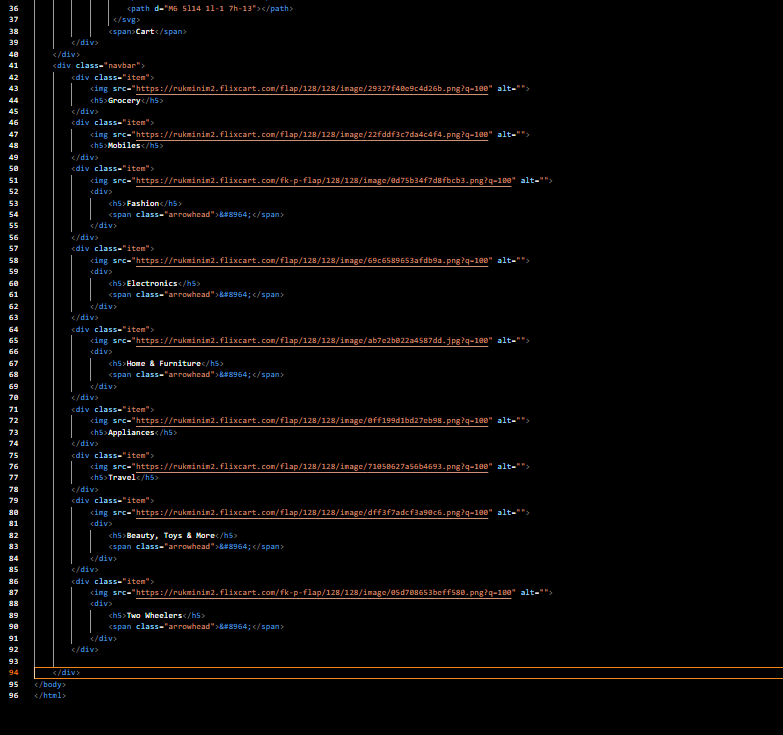 36 <path d="M6 5l14 1l-1 7h-13"></path>
37 </svg>
38 <span>Cart</span>
39 </div>
40 </div>
41 <div class="navbar">
42 <div class="item">
43 <img src="https://rukminim2.flixcart.com/flap/128/128/image/29327f40e9c4d26b.png?q=100" alt="">
44 <h5>Grocery</h5>
45 </div>
46 <div class="item">
47 <img src="https://rukminim2.flixcart.com/flap/128/128/image/22fddf3c7da4c4f4.png?q=100" alt="">
48 <h5>Mobiles</h5>
49 </div>
50 <div class="item">
51 <img src="https://rukminim2.flixcart.com/fk-p-flap/128/128/image/0d75b34f7d8fbcb3.png?q=100" alt="">
52 <div>
53 <h5>Fashion</h5>
54 <span class="arrowhead">&#8964;</span>
55 </div>
56 </div>
57 <div class="item">
58 <img src="https://rukminim2.flixcart.com/flap/128/128/image/69c6589653afdb9a.png?q=100" alt="">
59 <div>
60 <h5>Electronics</h5>
61 <span class="arrowhead">&#8964;</span>
62 </div>
63 </div>
64 <div class="item">
65 <img src="https://rukminim2.flixcart.com/flap/128/128/image/ab7e2b022a4587dd.jpg?q=100" alt="">
66 <div>
67 <h5>Home & Furniture</h5>
68 <span class="arrowhead">&#8964;</span>
69 </div>
70 </div>
71 <div class="item">
72 <img src="https://rukminim2.flixcart.com/flap/128/128/image/0ff199d1bd27eb98.png?q=100" alt="">
73 <h5>Appliances</h5>
74 </div>
75 <div class="item">
76 <img src="https://rukminim2.flixcart.com/flap/128/128/image/71050627a56b4693.png?q=100" alt="">
77 <h5>Travel</h5>
78 </div>
79 <div class="item">
80 <img src="https://rukminim2.flixcart.com/flap/128/128/image/dff3f7adcf3a90c6.png?q=100" alt="">
81 <div>
82 <h5>Beauty, Toys & More</h5>
83 <span class="arrowhead">&#8964;</span>
84 </div>
85 </div>
86 <div class="item">
87 <img src="https://rukminim2.flixcart.com/fk-p-flap/128/128/image/05d708653beff580.png?q=100" alt="">
88 <div>
89 <h5>Two Wheelers</h5>
90 <span class="arrowhead">&#8964;</span>
91 </div>
92 </div>
93
94 </div>
95 </body>
96 </html>